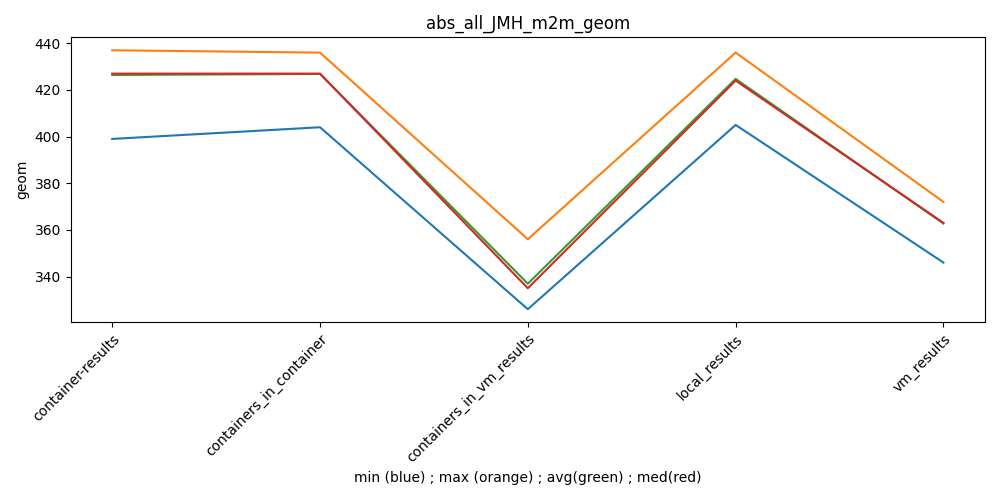 abs_all_JMH_m2m_geom
geom
440
420
400
380
360
340
container-results
containers_in_container
containers_in_vm_results
local_results
vm_results
min (blue) ; max (orange) ; avg(green) ; med(red)